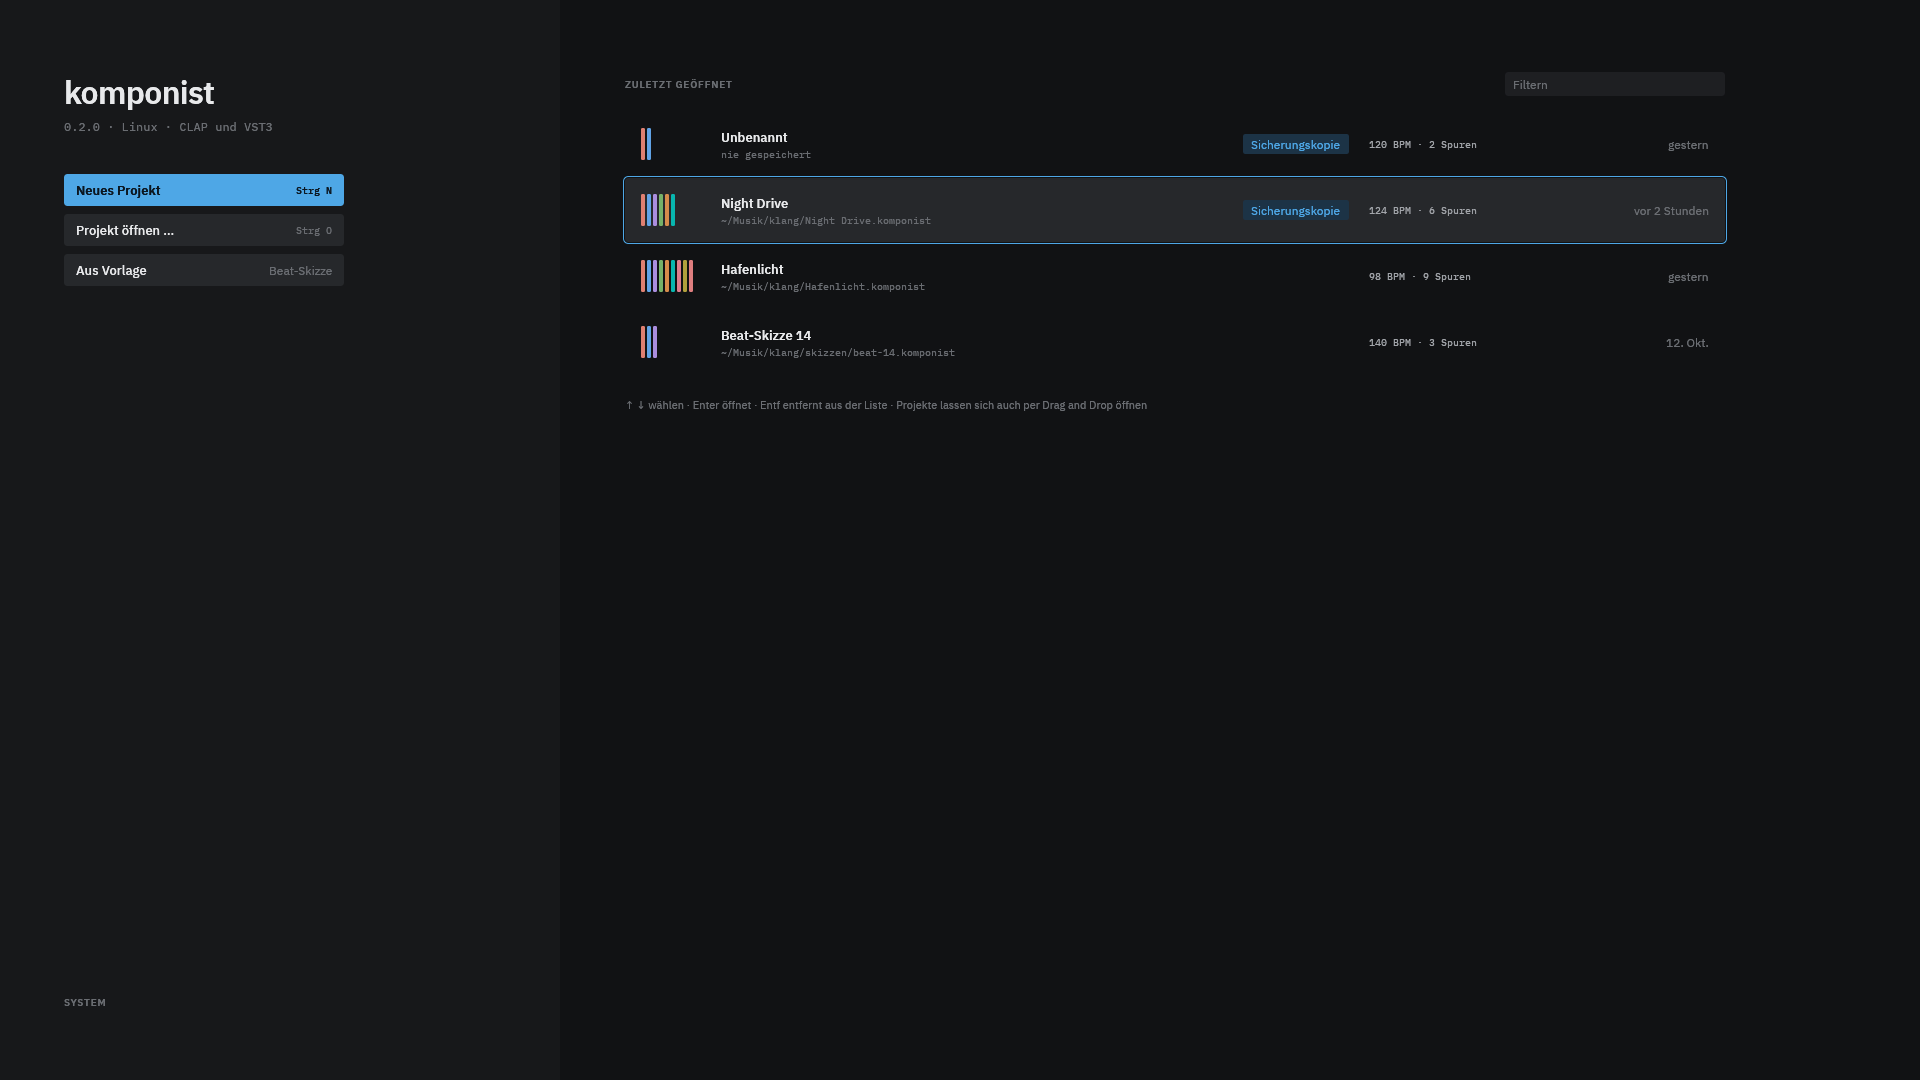 komponist
0.2.0 · Linux · CLAP und VST3
Neues Projekt Strg N
Projekt öffnen ... Strg O
Aus Vorlage Beat-Skizze
SYSTEM
ZULETZT GEÖFFNET
Filtern
Unbenannt
nie gespeichert
Sicherungskopie
120 BPM · 2 Spuren
gestern
Night Drive
~/Musik/klang/Night Drive.komponist
Sicherungskopie
124 BPM · 6 Spuren
vor 2 Stunden
Hafenlicht
~/Musik/klang/Hafenlicht.komponist
98 BPM · 9 Spuren
gestern
Beat-Skizze 14
~/Musik/klang/skizzen/beat-14.komponist
140 BPM · 3 Spuren
12. Okt.
↑ ↓ wählen · Enter öffnet · Entf entfernt aus der Liste · Projekte lassen sich auch per Drag and Drop öffnen